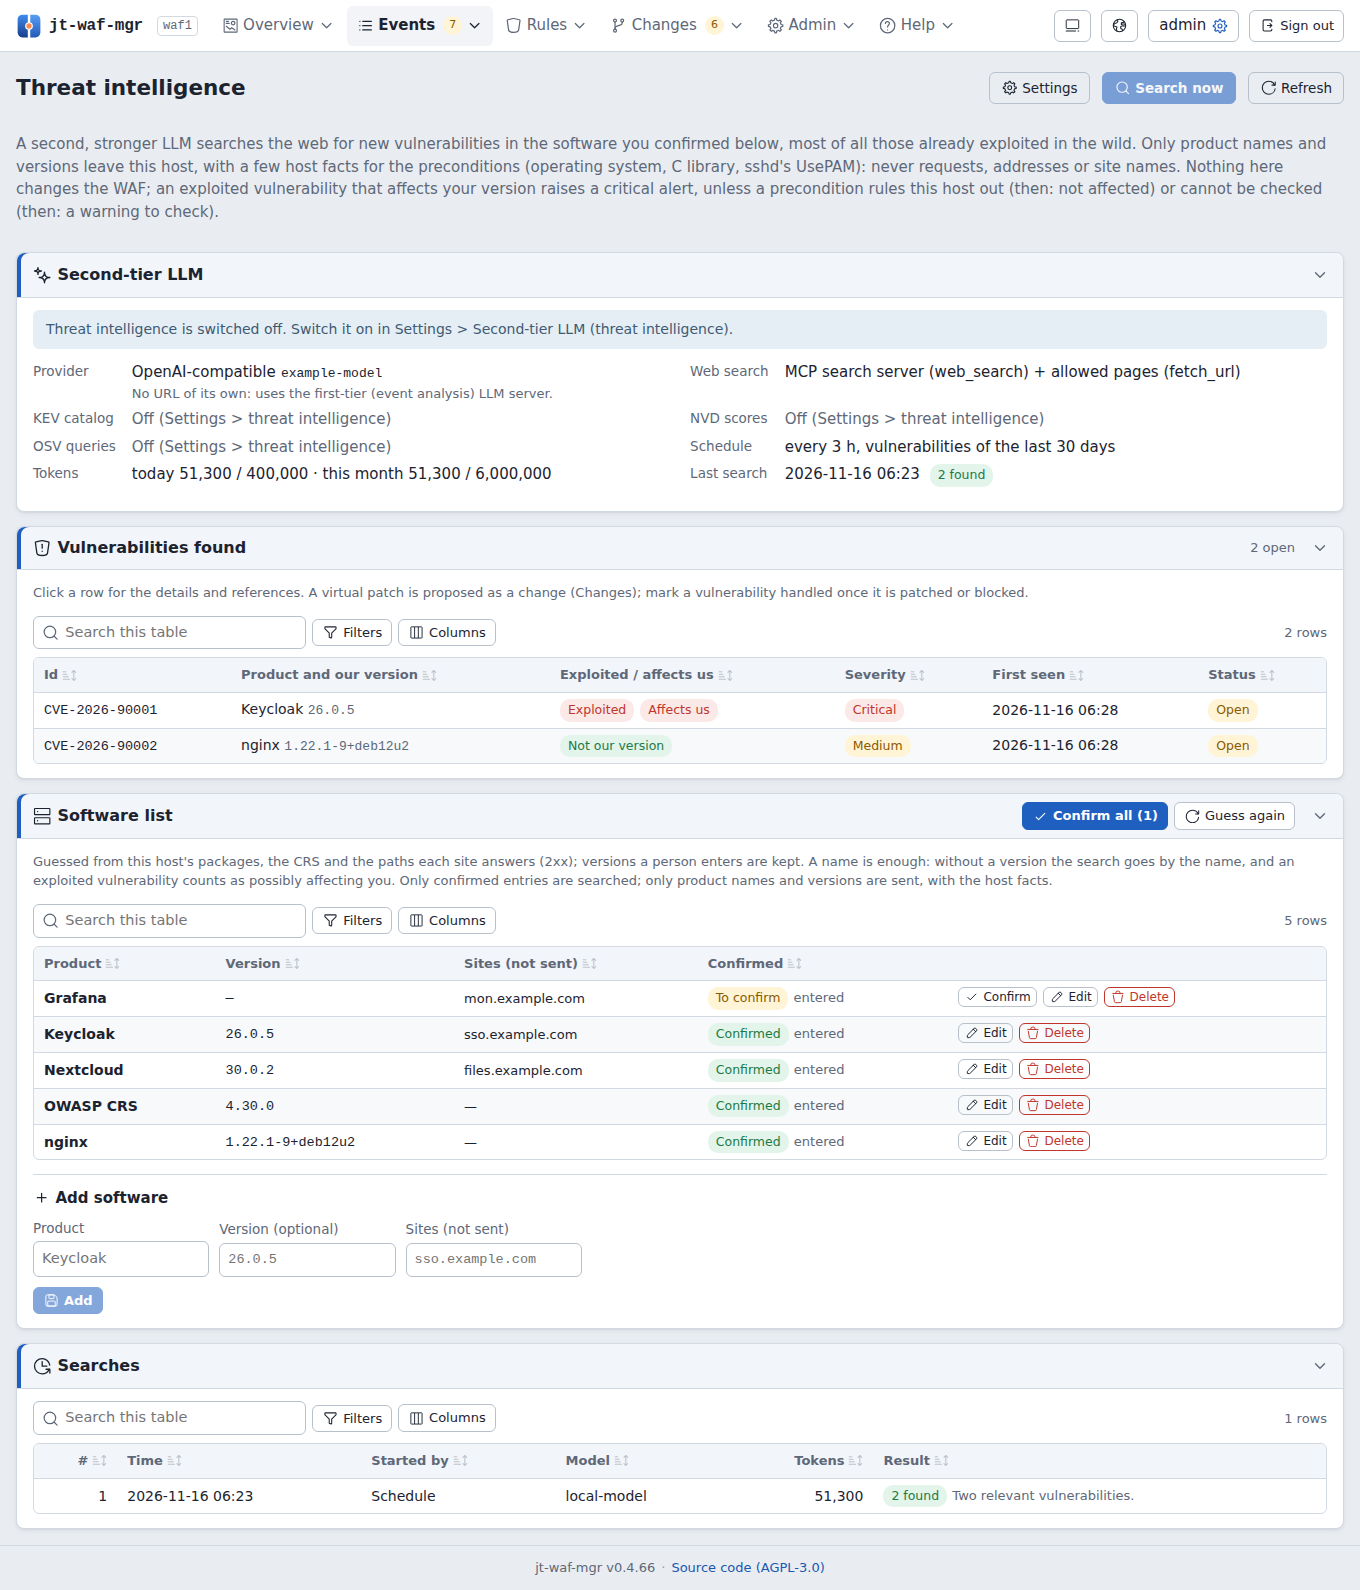 jt-waf-mgr waf1 Overview Events 7 Rules Changes 6 Admin Help admin Sign out
Threat intelligence Settings Search now Refresh
A second, stronger LLM searches the web for new vulnerabilities in the software you confirmed below, most of all those already exploited in the wild. Only product names and
versions leave this host, with a few host facts for the preconditions (operating system, C library, sshd's UsePAM): never requests, addresses or site names. Nothing here
changes the WAF; an exploited vulnerability that affects your version raises a critical alert, unless a precondition rules this host out (then: not affected) or cannot be checked
(then: a warning to check).
Second-tier LLM
Threat intelligence is switched off. Switch it on in Settings > Second-tier LLM (threat intelligence).
Provider OpenAI-compatible example-model Web search MCP search server (web_search) + allowed pages (fetch_url)
No URL of its own: uses the first-tier (event analysis) LLM server.
KEV catalog Off (Settings > threat intelligence) NVD scores Off (Settings > threat intelligence)
OSV queries Off (Settings > threat intelligence) Schedule every 3 h, vulnerabilities of the last 30 days
Tokens today 51,300 / 400,000 · this month 51,300 / 6,000,000 Last search 2026-11-16 06:23 2 found
Vulnerabilities found 2 open
Click a row for the details and references. A virtual patch is proposed as a change (Changes); mark a vulnerability handled once it is patched or blocked.
Search this table Filters Columns 2 rows
Id Product and our version Exploited / affects us Severity First seen Status
CVE-2026-90001 Keycloak 26.0.5 Exploited Affects us Critical 2026-11-16 06:28 Open
CVE-2026-90002 nginx 1.22.1-9+deb12u2 Not our version Medium 2026-11-16 06:28 Open
Software list Confirm all (1) Guess again
Guessed from this host's packages, the CRS and the paths each site answers (2xx); versions a person enters are kept. A name is enough: without a version the search goes by the name, and an
exploited vulnerability counts as possibly affecting you. Only confirmed entries are searched; only product names and versions are sent, with the host facts.
Search this table Filters Columns 5 rows
Product Version Sites (not sent) Confirmed
Grafana — mon.example.com To confirm entered Confirm Edit Delete
Keycloak 26.0.5 sso.example.com Confirmed entered Edit Delete
Nextcloud 30.0.2 files.example.com Confirmed entered Edit Delete
OWASP CRS 4.30.0 — Confirmed entered Edit Delete
nginx 1.22.1-9+deb12u2 — Confirmed entered Edit Delete
Add software
Product Version (optional) Sites (not sent)
Keycloak 26.0.5 sso.example.com
Add
Searches
Search this table Filters Columns 1 rows
# Time Started by Model Tokens Result
1 2026-11-16 06:23 Schedule local-model 51,300 2 found Two relevant vulnerabilities.
jt-waf-mgr v0.4.66 · Source code (AGPL-3.0)